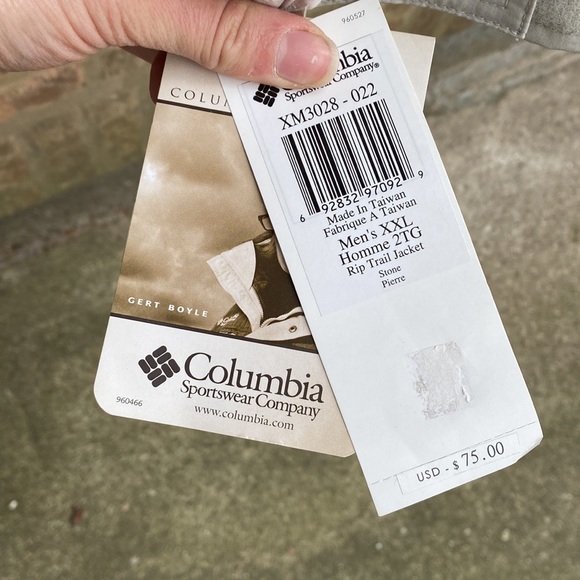 960527
Columbia
Sportswear Company®
XM3028 - 022
6 92832 97092 9
Made In Taiwan
Fabrique A Taiwan
Men's XXL
Homme 2TG
Rip Trail Jacket
Stone
Pierre
USD - $75.00
COLU
GERT BOYLE
Columbia
Sportswear Company
www.columbia.com
960466